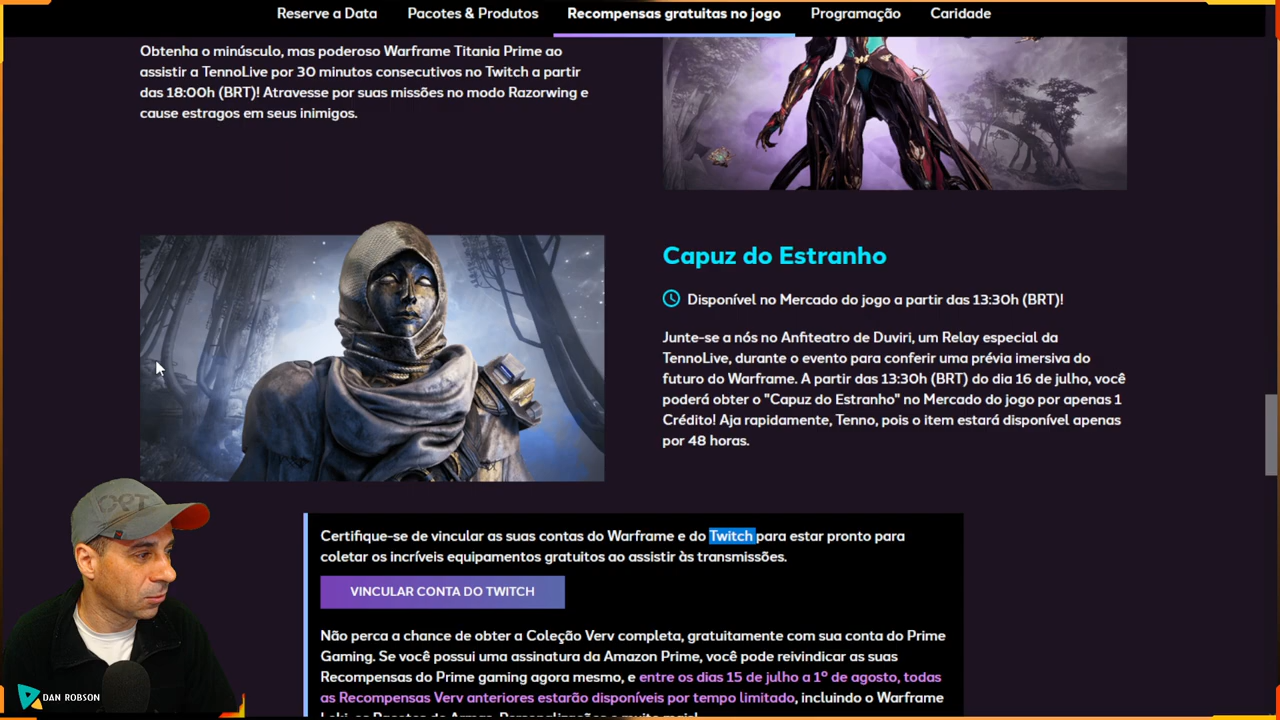 Reserve a Data
Pacotes & Produtos
Recompensas gratuitas no jogo
Programação
Caridade
Obtenha o minúsculo, mas poderoso Warframe Titania Prime ao
assistir a TennoLive por 30 minutos consecutivos no Twitch a partir
das 18:00h (BRT)! Atravesse por suas missões no modo Razorwing e
cause estragos em seus inimigos.
Capuz do Estranho
Disponível no Mercado do jogo a partir das 13:30h (BRT)!
Junte-se a nós no Anfiteatro de Duviri, um Relay especial da
TennoLive, durante o evento para conferir uma prévia imersiva do
futuro do Warframe. A partir das 13:30h (BRT) do dia 16 de julho, você
poderá obter o "Capuz do Estranho" no Mercado do jogo por apenas 1
Crédito! Aja rapidamente, Tenno, pois o item estará disponível apenas
por 48 horas.
Certifique-se de vincular as suas contas do Warframe e do Twitch para estar pronto para
coletar os incríveis equipamentos gratuitos ao assistir às transmissões.
VINCULAR CONTA DO TWITCH
Não perca a chance de obter a Coleção Verv completa, gratuitamente com sua conta do Prime
Gaming. Se você possui uma assinatura da Amazon Prime, você pode reivindicar as suas
Recompensas do Prime gaming agora mesmo, e entre os dias 15 de julho a 1º de agosto, todas
as Recompensas Verv anteriores estarão disponíveis por tempo limitado, incluindo o Warframe
Loki, os Pacotes de Armas, Personalizações e muito mais!
DAN ROBSON